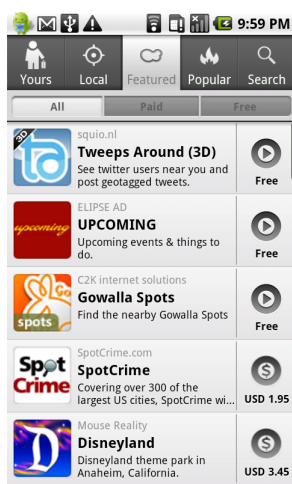 9:59 PM
Yours
Local
Featured
Popular
Search
All
Paid
Free
3D
squio.nl
Tweeps Around (3D)
See twitter users near you and
post geotagged tweets.
Free
upcoming
ELIPSE AD
UPCOMING
Upcoming events & things to
do.
Free
Go
spots
C2K internet solutions
Gowalla Spots
Find the nearby Gowalla Spots
Free
Spot
Crime
SpotCrime.com
SpotCrime
Covering over 300 of the
largest US cities, SpotCrime wi...
USD 1.95
D
Mouse Reality
Disneyland
Disneyland theme park in
Anaheim, California.
USD 3.45